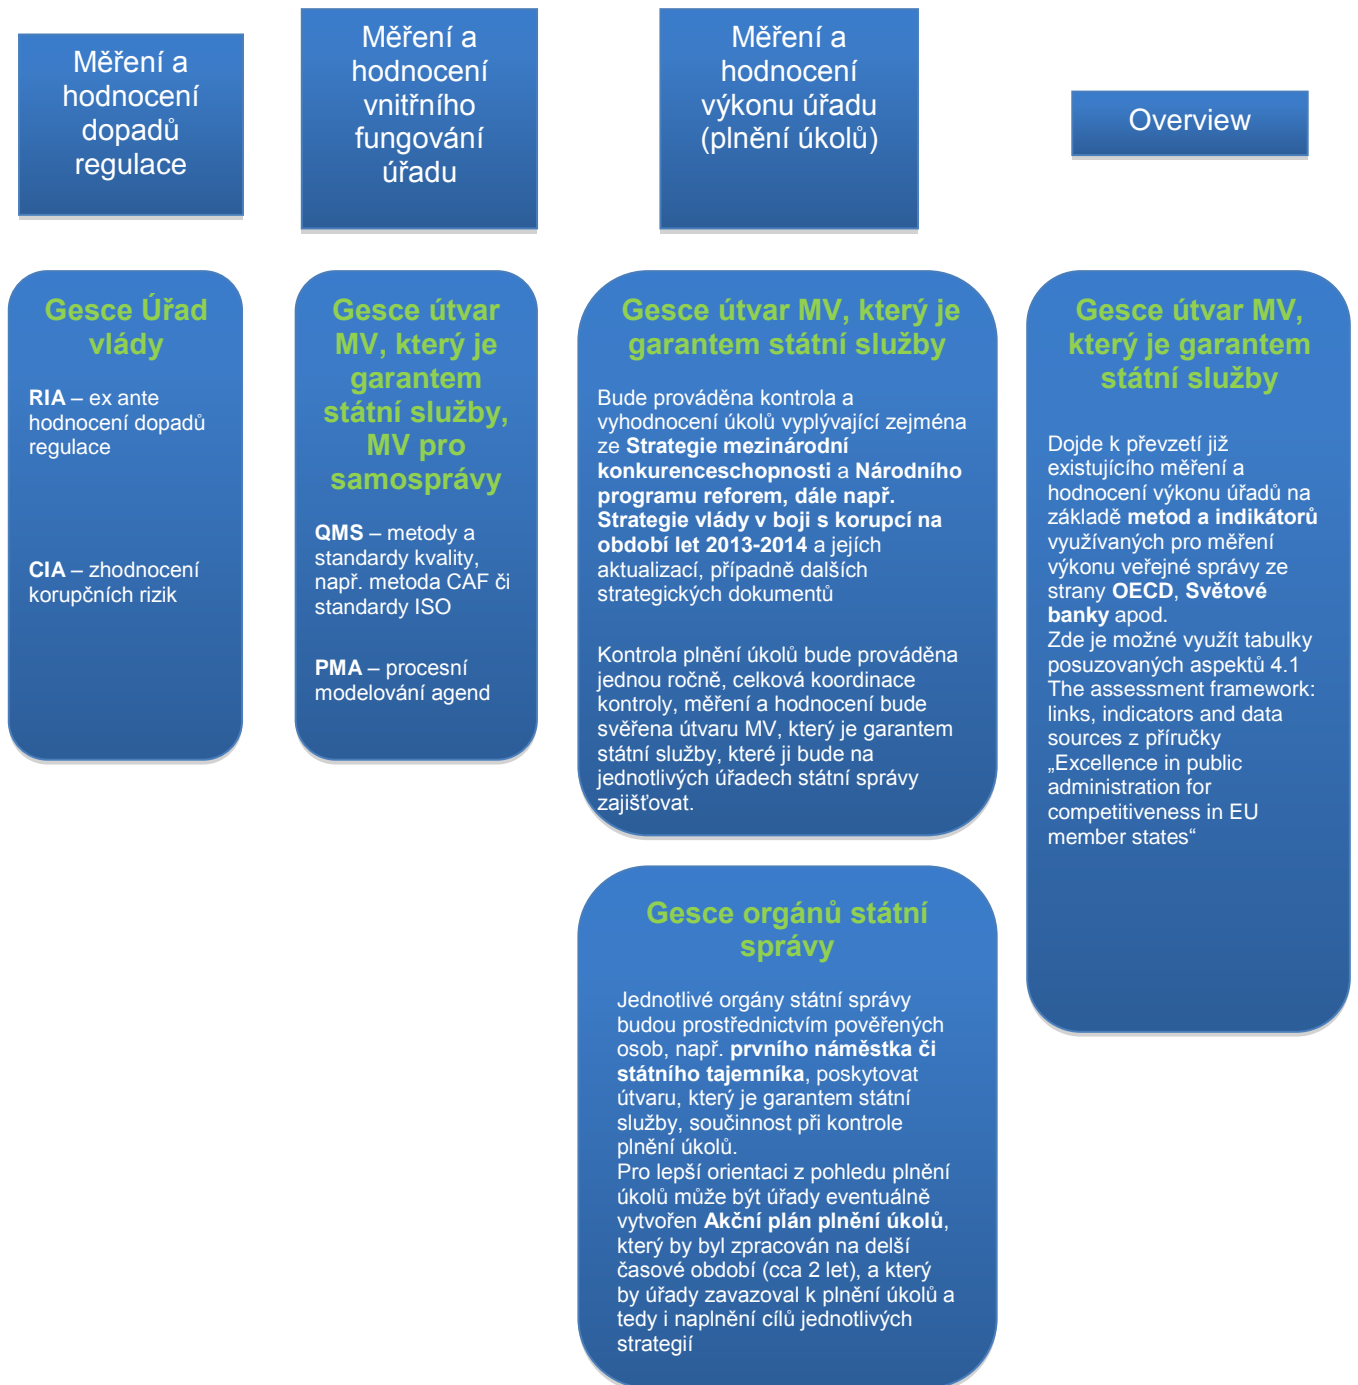 Měření a
hodnocení
dopadů
regulace
Měření a
hodnocení
vnitřního
fungování
úřadu
Měření a
hodnocení
výkonu úřadu
(plnění úkolů)
Overview
Gesce Úřad
vlády
RIA – ex ante
hodnocení dopadů
regulace
CIA – zhodnocení
korupčních rizik
Gesce útvar
MV, který je
garantem
státní služby,
MV pro
samosprávy
QMS – metody a
standardy kvality,
např. metoda CAF či
standardy ISO
PMA – procesní
modelování agend
Gesce útvar MV, který je
garantem státní služby
Bude prováděna kontrola a
vyhodnocení úkolů vyplývající zejména
ze Strategie mezinárodní
konkurenceschopnosti a Národního
programu reforem, dále např.
Strategie vlády v boji s korupcí na
období let 2013-2014 a jejích
aktualizací, případně dalších
strategických dokumentů
Kontrola plnění úkolů bude prováděna
jednou ročně, celková koordinace
kontroly, měření a hodnocení bude
svěřena útvaru MV, který je garantem
státní služby, které ji bude na
jednotlivých úřadech státní správy
zajišťovat.
Gesce orgánů státní
správy
Jednotlivé orgány státní správy
budou prostřednictvím pověřených
osob, např. prvního náměstka či
státního tajemníka, poskytovat
útvaru, který je garantem státní
služby, součinnost při kontrole
plnění úkolů.
Pro lepší orientaci z pohledu plnění
úkolů může být úřady eventuálně
vytvořen Akční plán plnění úkolů,
který by byl zpracován na delší
časové období (cca 2 let), a který
by úřady zavazoval k plnění úkolů a
tedy i naplnění cílů jednotlivých
strategií
Gesce útvar MV,
který je garantem
státní služby
Dojde k převzetí již
existujícího měření a
hodnocení výkonu úřadů na
základě metod a indikátorů
využívaných pro měření
výkonu veřejné správy ze
strany OECD, Světové
banky apod.
Zde je možné využít tabulky
posuzovaných aspektů 4.1
The assessment framework:
links, indicators and data
sources z příručky
„Excellence in public
administration for
competitiveness in EU
member states“